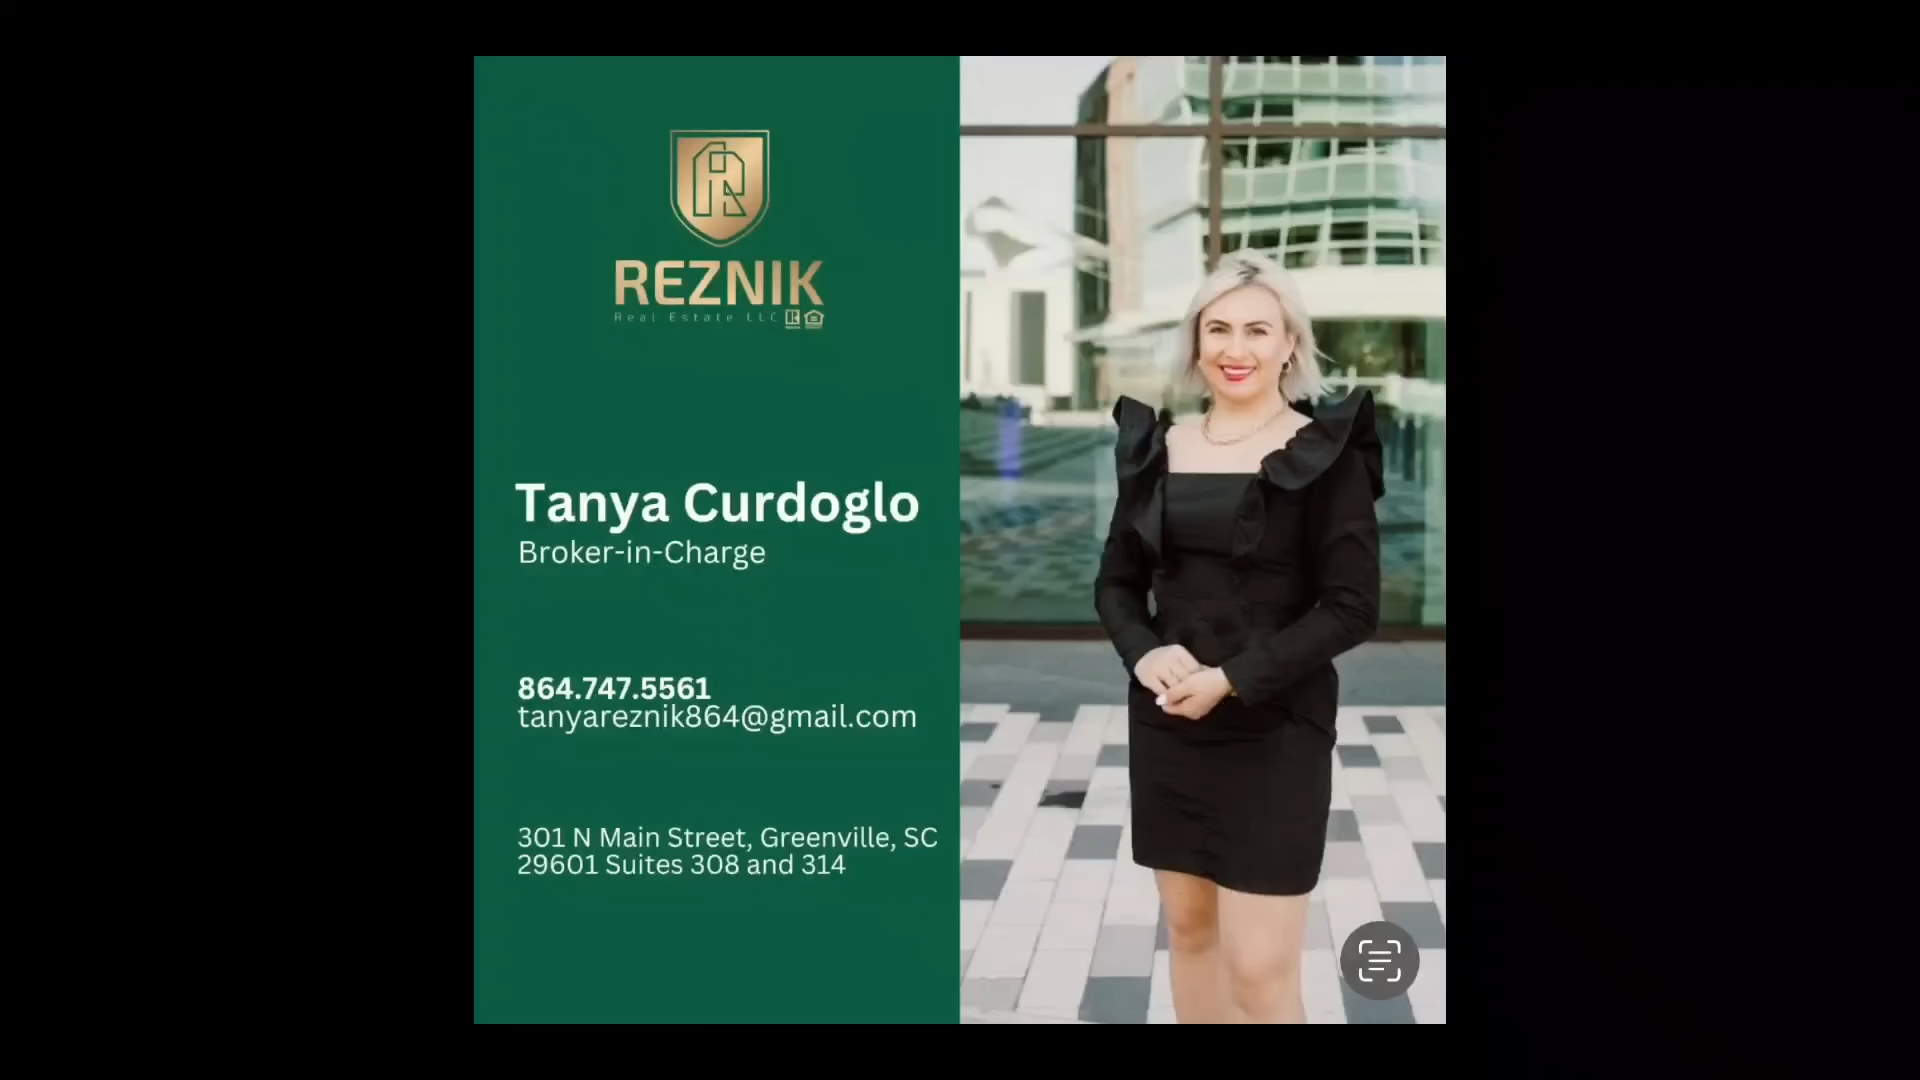 REZNIK
Real Estate LLC
Tanya Curdoglo
Broker-in-Charge
864.747.5561
tanyareznik864@gmail.com
301 N Main Street, Greenville, SC
29601 Suites 308 and 314